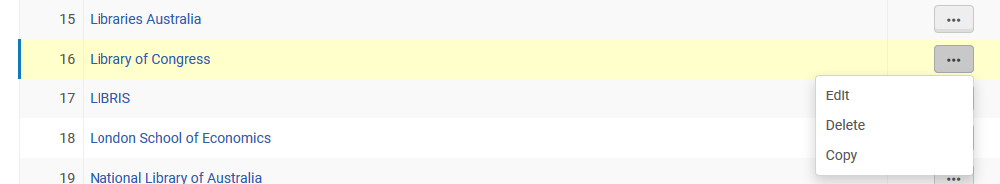 15 Libraries Australia ...
16 Library of Congress ...
17 LIBRIS
Edit
Delete
18 London School of Economics
Copy
19 National Library of Australia ...